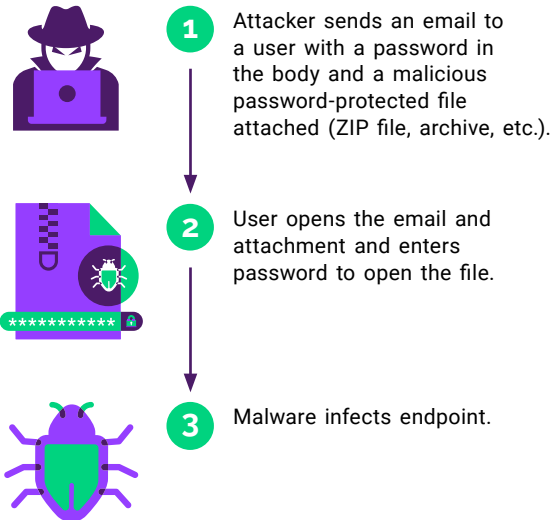 1
Attacker sends an email to
a user with a password in
the body and a malicious
password-protected file
attached (ZIP file, archive, etc.).
2
User opens the email and
attachment and enters
password to open the file.
***********
3
Malware infects endpoint.